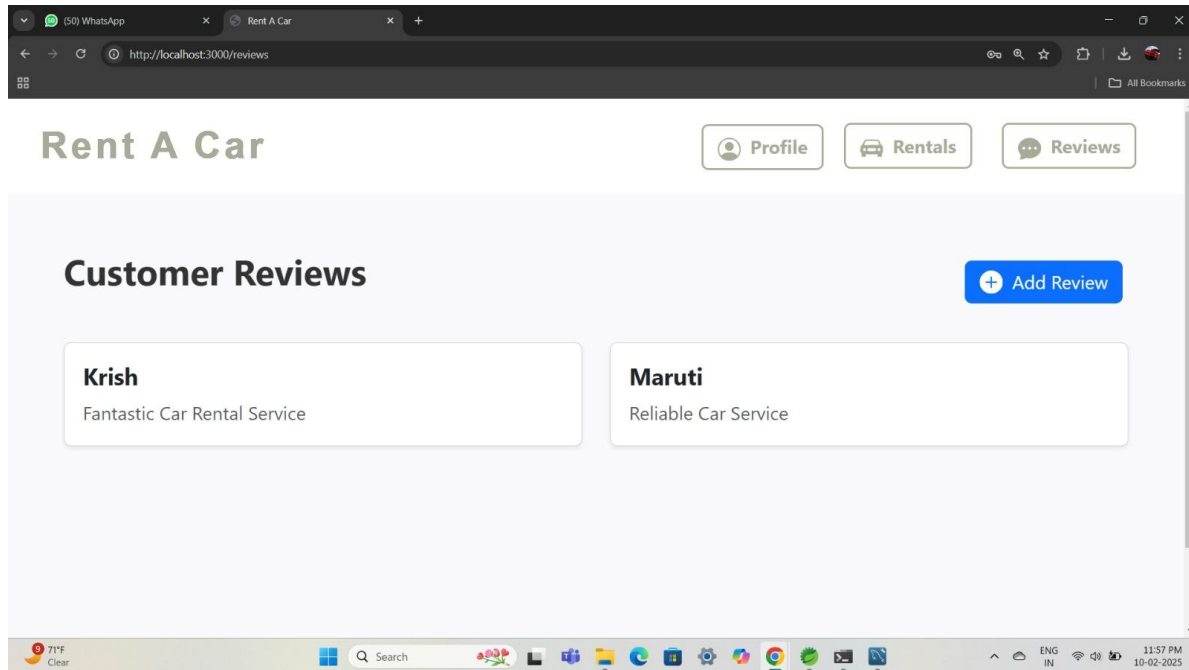 (50) WhatsApp
Rent A Car
http://localhost:3000/reviews
All Bookmarks
Rent A Car
Profile
Rentals
Reviews
Customer Reviews
Add Review
Krish
Fantastic Car Rental Service
Maruti
Reliable Car Service
9
71°F
Clear
Search
ENG
IN
11:57 PM
10-02-2025